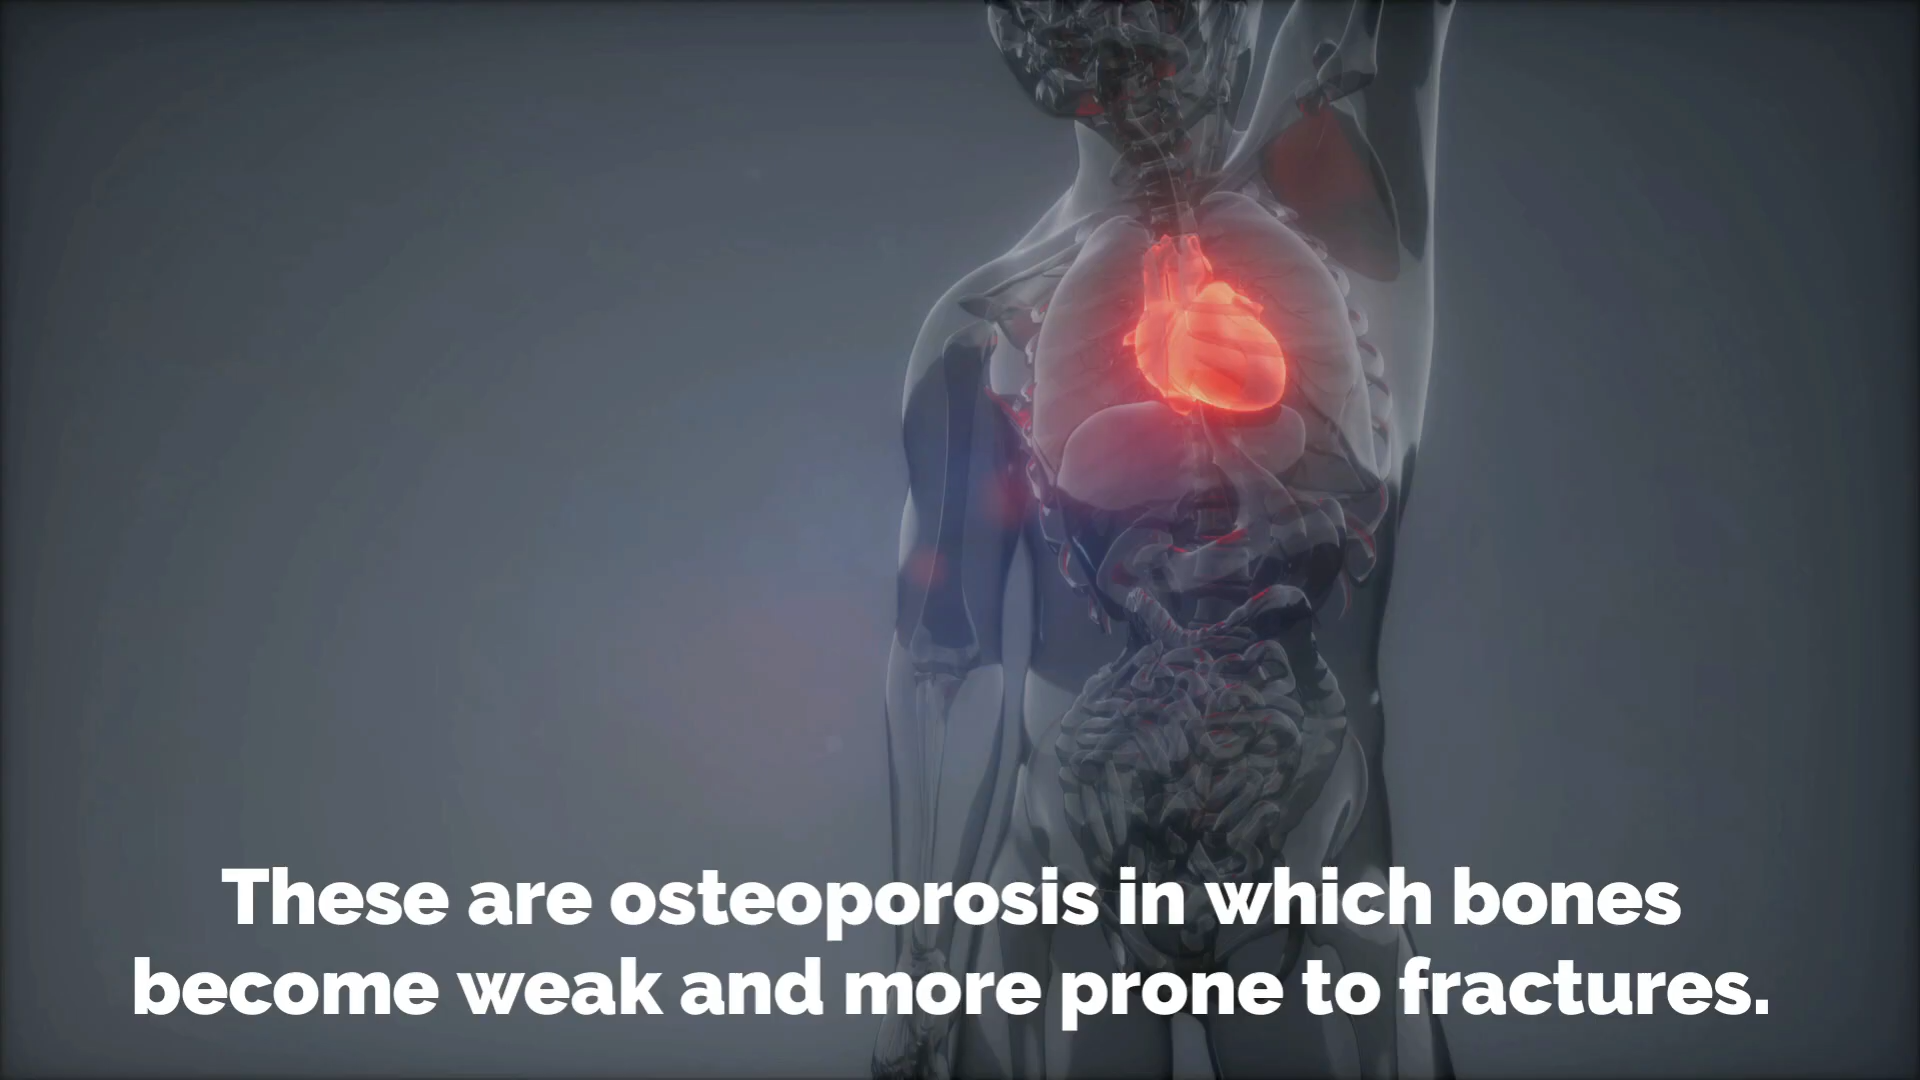 These are osteoporosis in which bones
become weak and more prone to fractures.